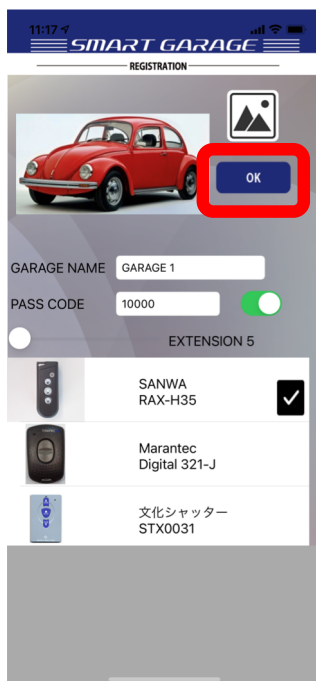 11:17
SMART GARAGE
REGISTRATION
OK
GARAGE NAME GARAGE 1
PASS CODE 10000
EXTENSION 5
SANWA
RAX-H35
Marantec
Digital 321-J
文化シャッター
STX0031